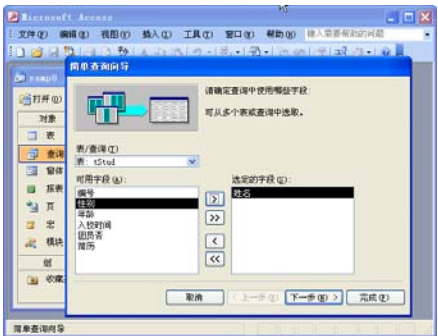 Microsoft Access
文件(F) 编辑(E) 视图(V) 插入(I) 工具(T) 窗口(W) 帮助(H) 键入需要帮助的问题
打开(O)
对象
表
查询
窗体
报表
页
宏
模块
组
收藏
简单查询向导
请确定查询中使用哪些字段:
可从多个表或查询中选取。
表/查询(T)
表: tStud
可用字段(A):
编号
性别
年龄
入校时间
团员否
简历
选定的字段(S):
姓名
>
>>
<
<<
取消
< 上一步(B)
下一步(N) >
完成(F)
简单查询向导